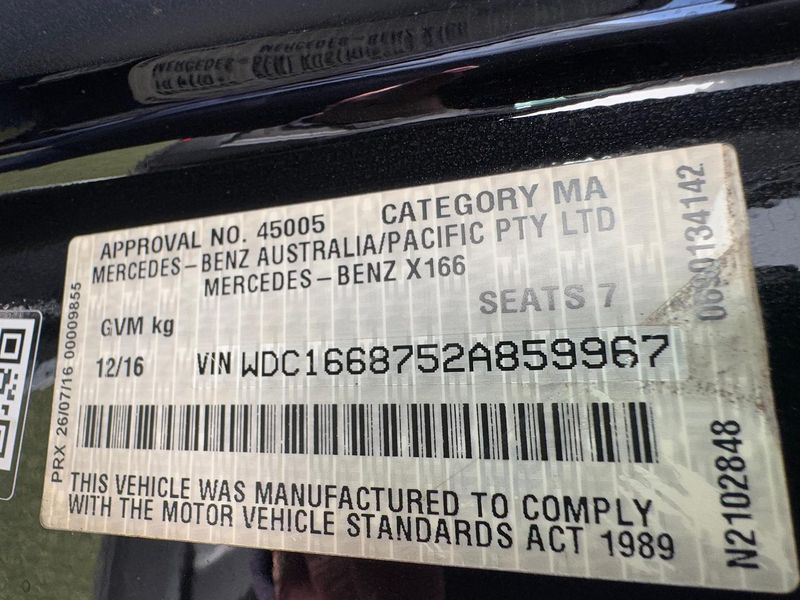 APPROVAL NO. 45005 CATEGORY MA
MERCEDES-BENZ AUSTRALIA/PACIFIC PTY LTD
MERCEDES-BENZ X166
GVM kg SEATS 7
12/16 VIN WDC1668752A859967
THIS VEHICLE WAS MANUFACTURED TO COMPLY
WITH THE MOTOR VEHICLE STANDARDS ACT 1989
PRX 26/07/16 00009855
0690134142
N2102848